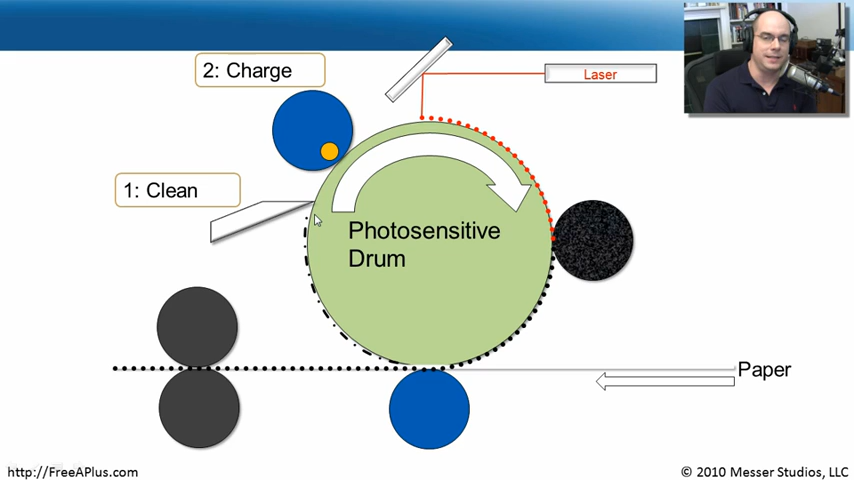 2: Charge
Laser
1: Clean
Photosensitive
Drum
Paper
http://FreeAPlus.com
© 2010 Messer Studios, LLC